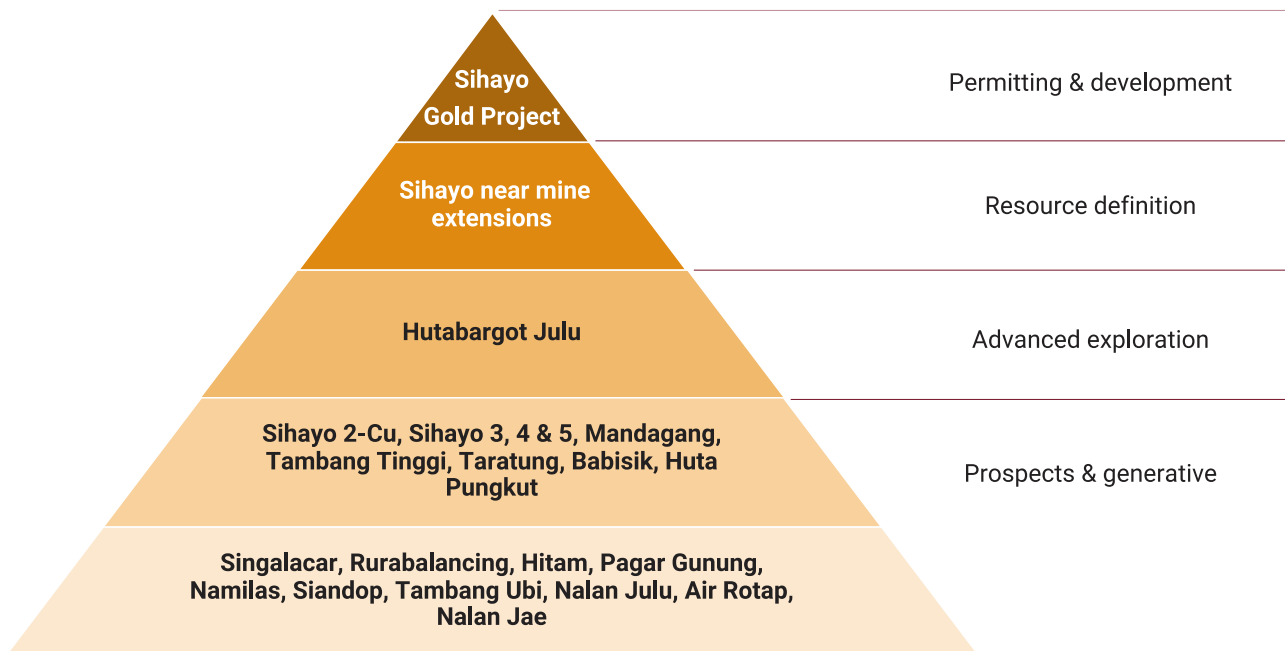 Sihayo
Gold Project
Permitting & development
Sihayo near mine
extensions
Resource definition
Hutabargot Julu
Advanced exploration
Sihayo 2-Cu, Sihayo 3, 4 & 5, Mandagang,
Tambang Tinggi, Taratung, Babisik, Huta
Pungkut
Prospects & generative
Singalacar, Rurabalancing, Hitam, Pagar Gunung,
Namilas, Siandop, Tambang Ubi, Nalan Julu, Air Rotap,
Nalan Jae